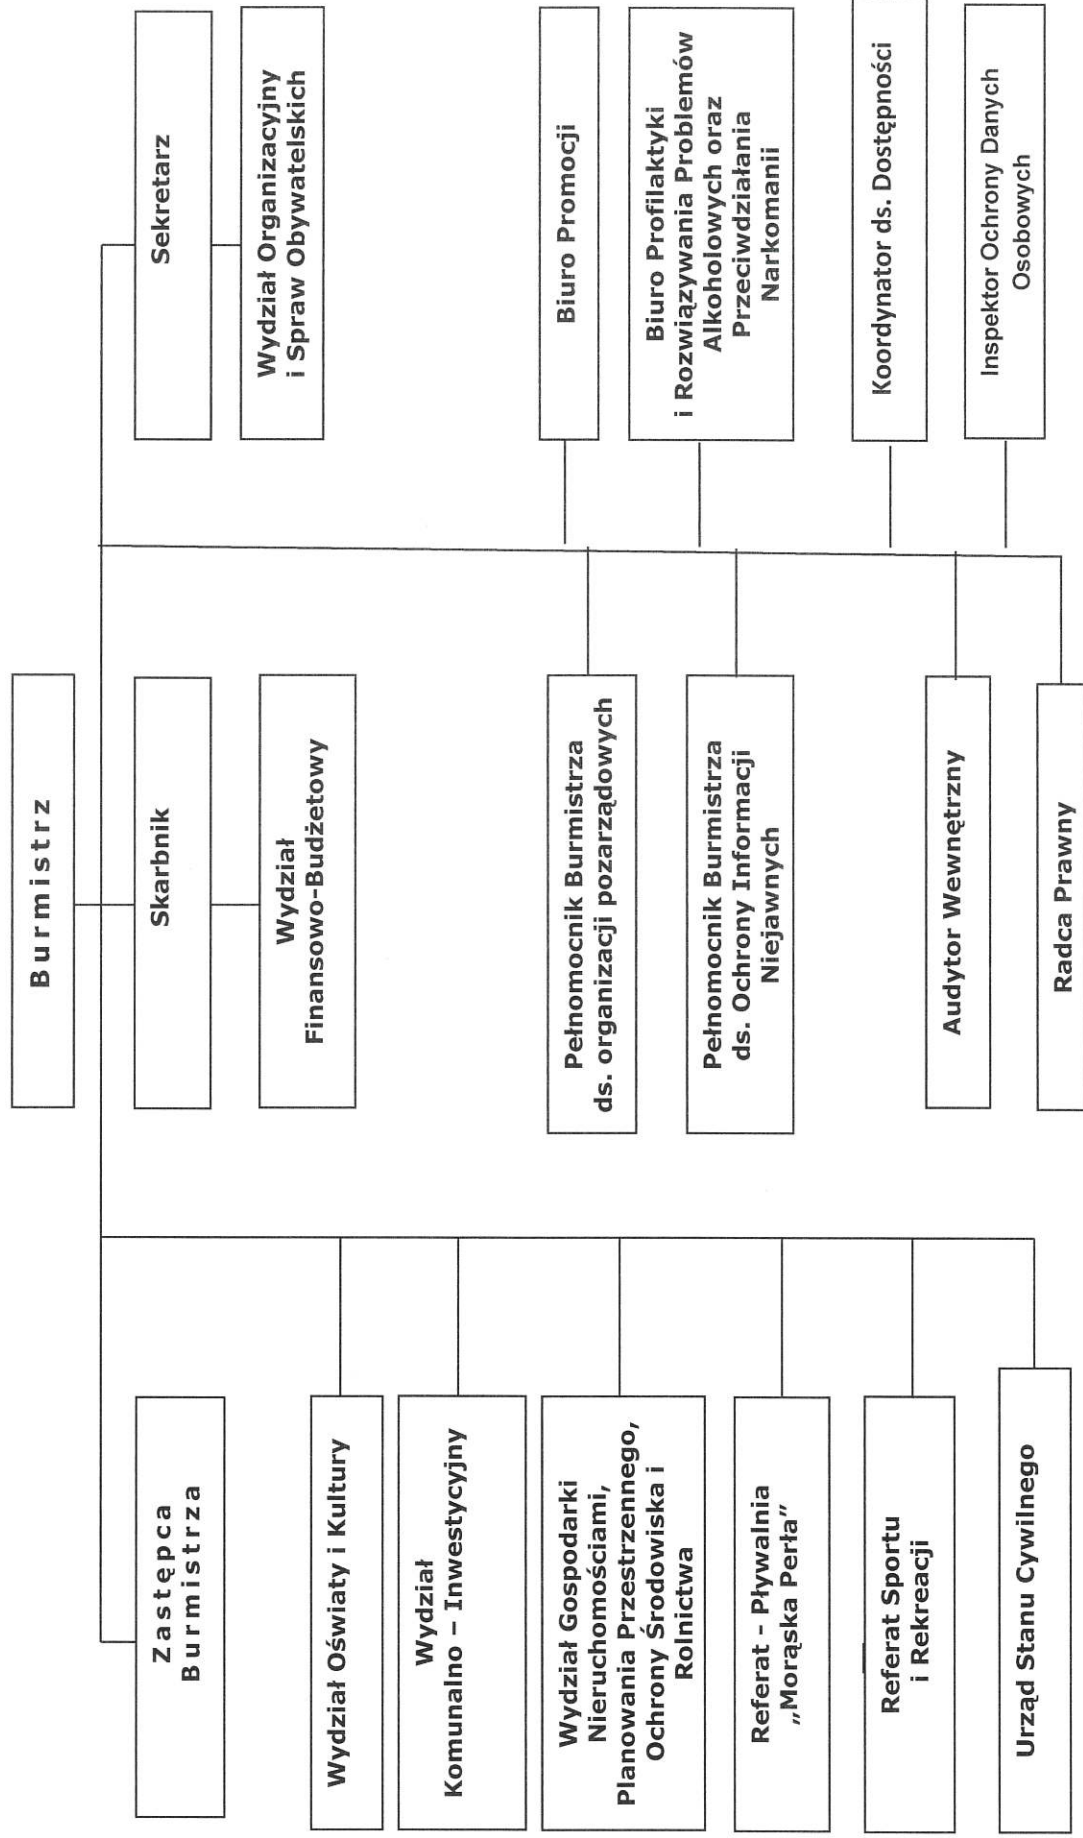 Burmistrz
Zastępca
Burmistrza
Skarbnik
Sekretarz
Wydział
Finansowo-Budżetowy
Wydział Organizacyjny
i Spraw Obywatelskich
Wydział Oświaty i Kultury
Wydział
Komunalno – Inwestycyjny
Wydział Gospodarki
Nieruchomościami,
Planowania Przestrzennego,
Ochrony Środowiska i
Rolnictwa
Referat - Pływalnia
„Morąska Perła”
Referat Sportu
i Rekreacji
Urząd Stanu Cywilnego
Pełnomocnik Burmistrza
ds. organizacji pozarządowych
Pełnomocnik Burmistrza
ds. Ochrony Informacji
Niejawnych
Audytor Wewnętrzny
Radca Prawny
Biuro Promocji
Biuro Profilaktyki
i Rozwiązywania Problemów
Alkoholowych oraz
Przeciwdziałania
Narkomanii
Koordynator ds. Dostępności
Inspektor Ochrony Danych
Osobowych